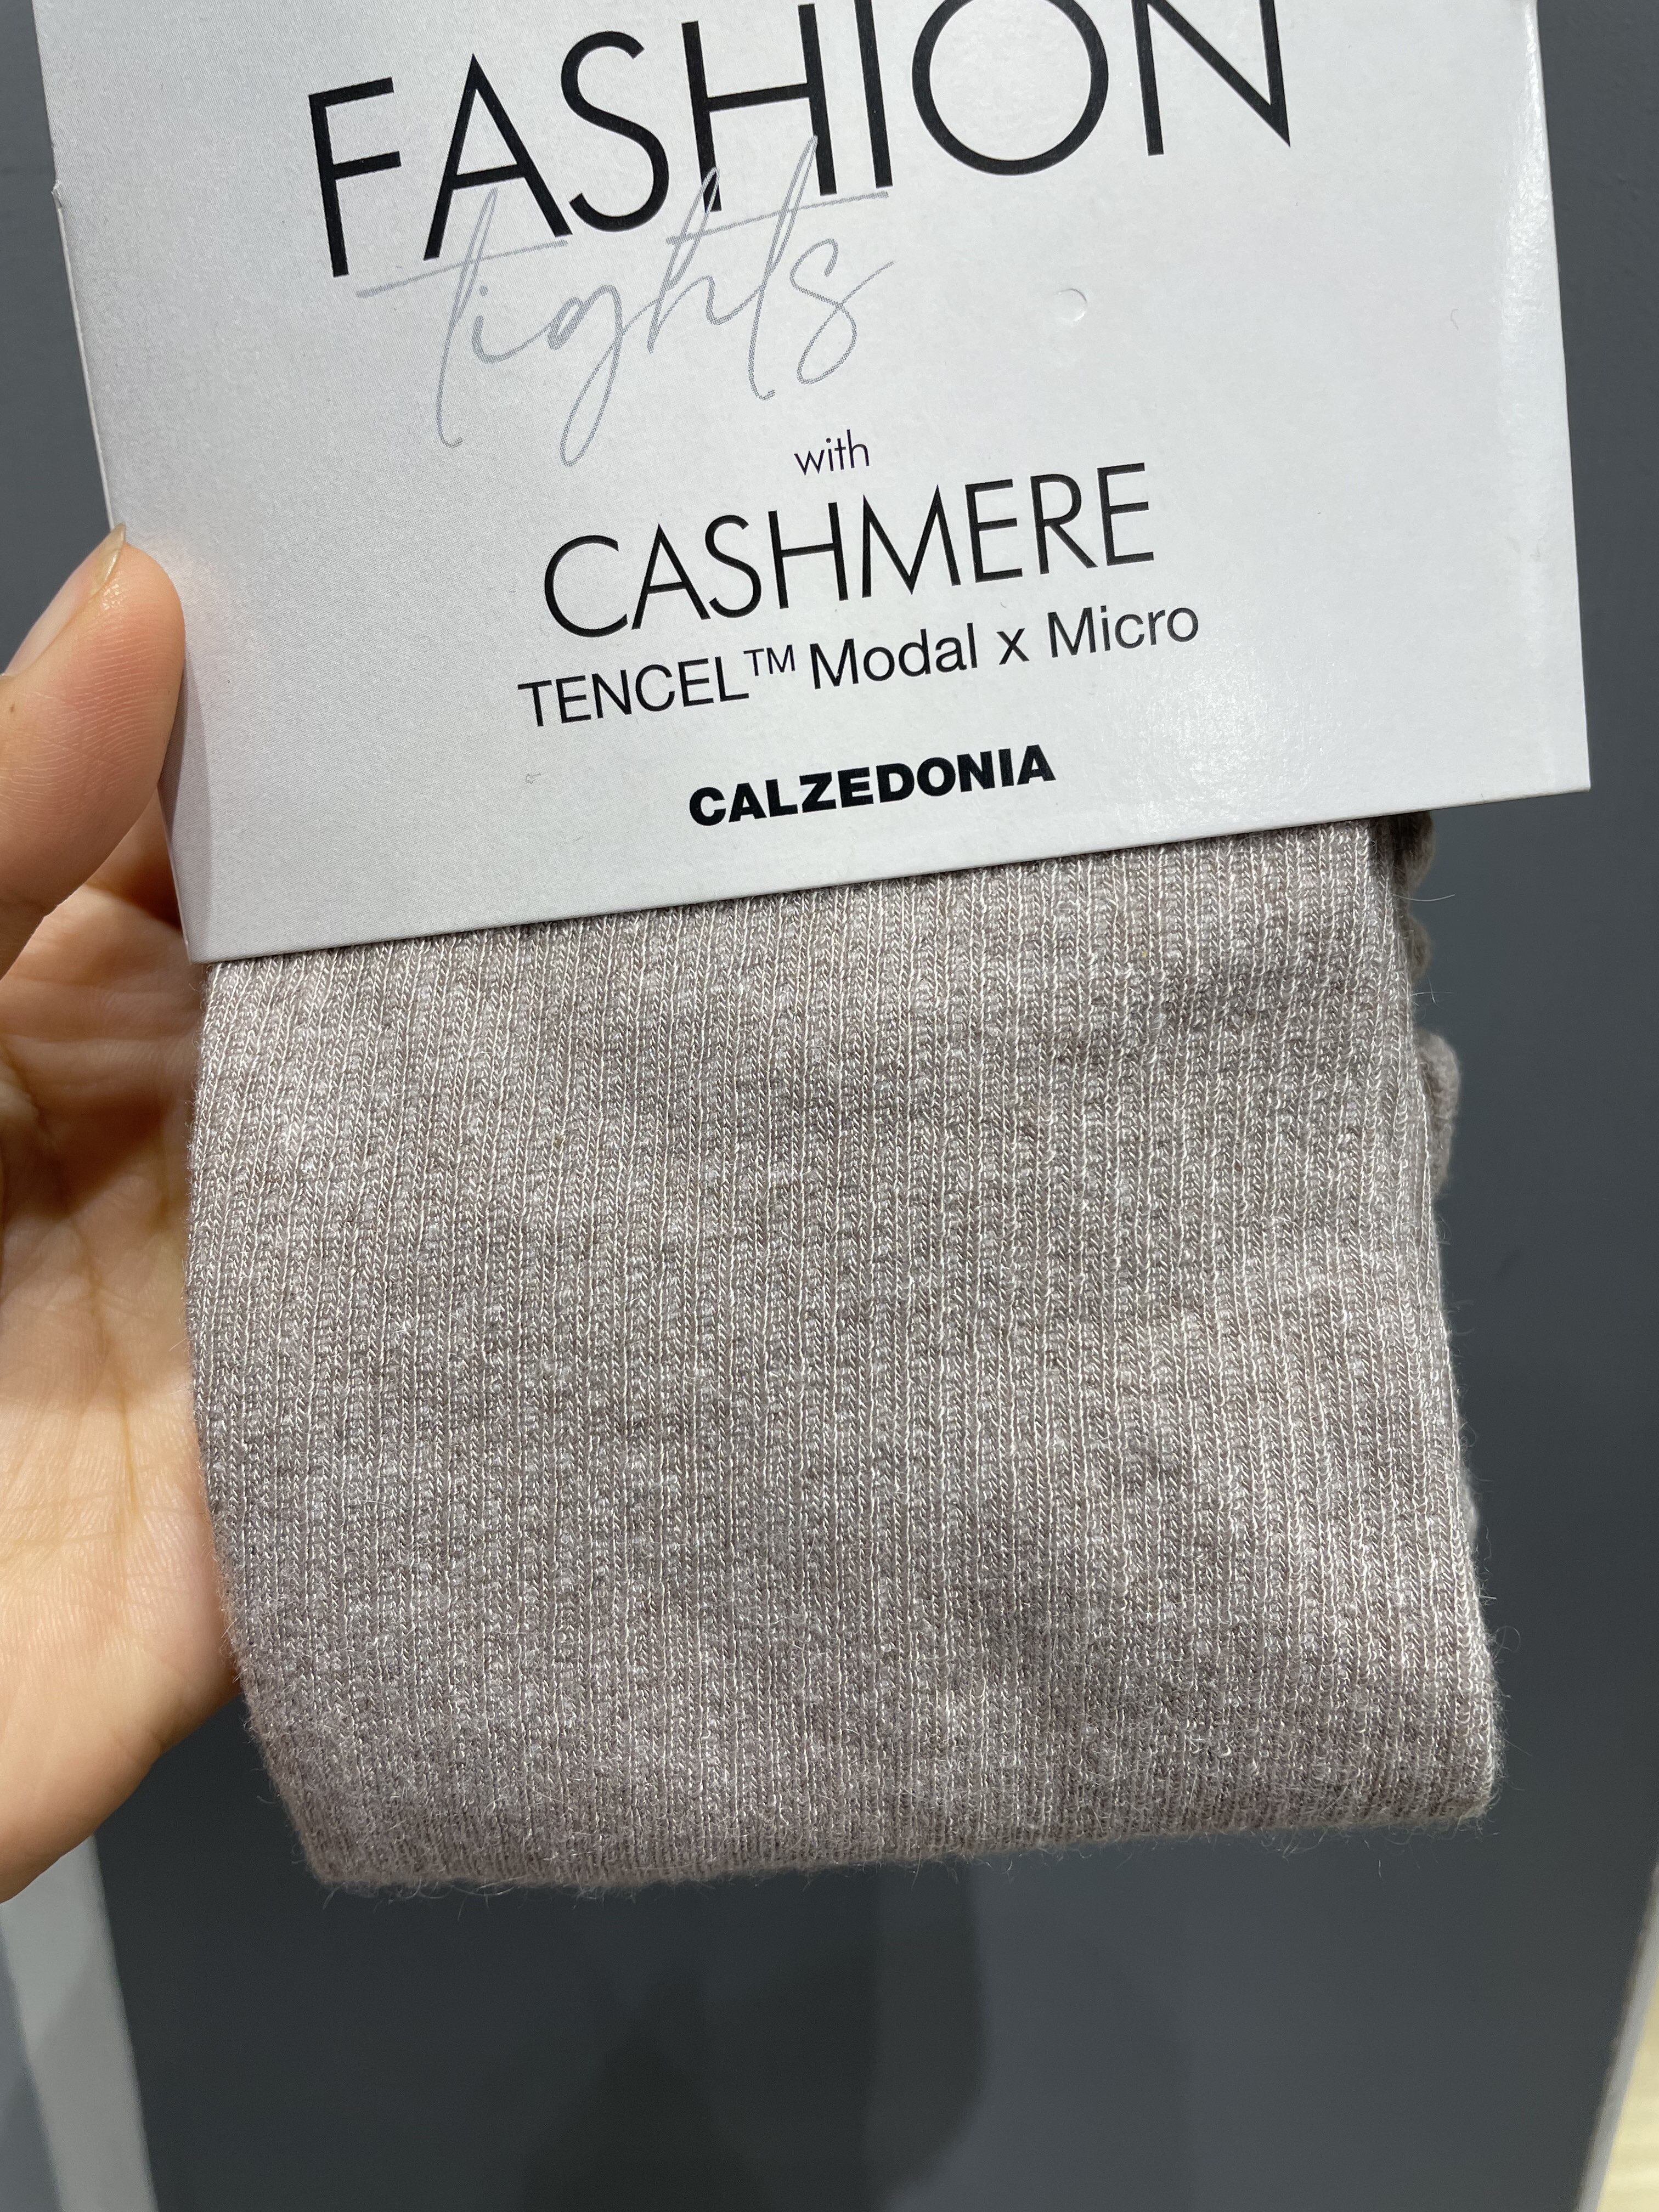 FASHION
tights
with
CASHMERE
TENCEL™ Modal x Micro
CALZEDONIA